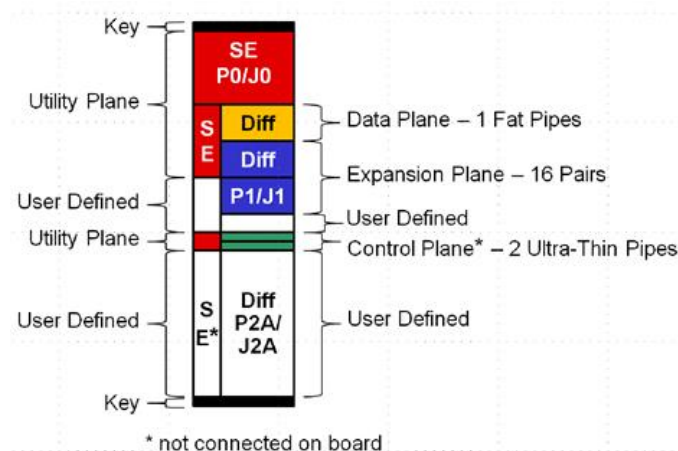 Key
SE
P0/J0
Utility Plane
S
E
Diff
Data Plane – 1 Fat Pipes
Diff
Expansion Plane – 16 Pairs
P1/J1
User Defined
User Defined
Utility Plane
Control Plane* – 2 Ultra-Thin Pipes
User Defined
S
E*
Diff
P2A/
J2A
User Defined
Key
* not connected on board